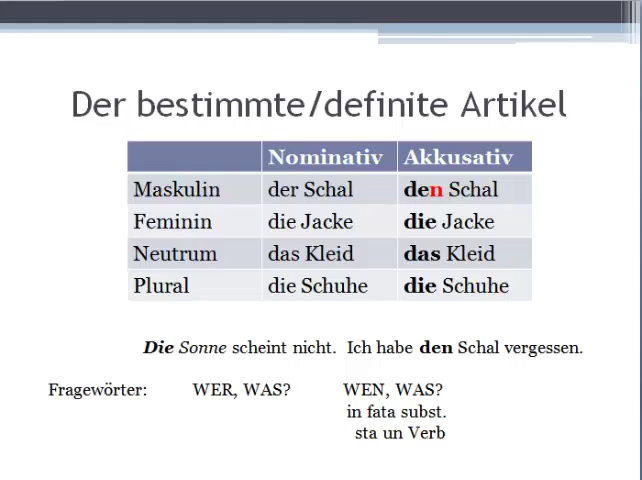 Der bestimmte/definite Artikel
Nominativ Akkusativ
Maskulin der Schal den Schal
Feminin die Jacke die Jacke
Neutrum das Kleid das Kleid
Plural die Schuhe die Schuhe
Die Sonne scheint nicht. Ich habe den Schal vergessen.
Fragewörter: WER, WAS? WEN, WAS?
in fata subst.
sta un Verb